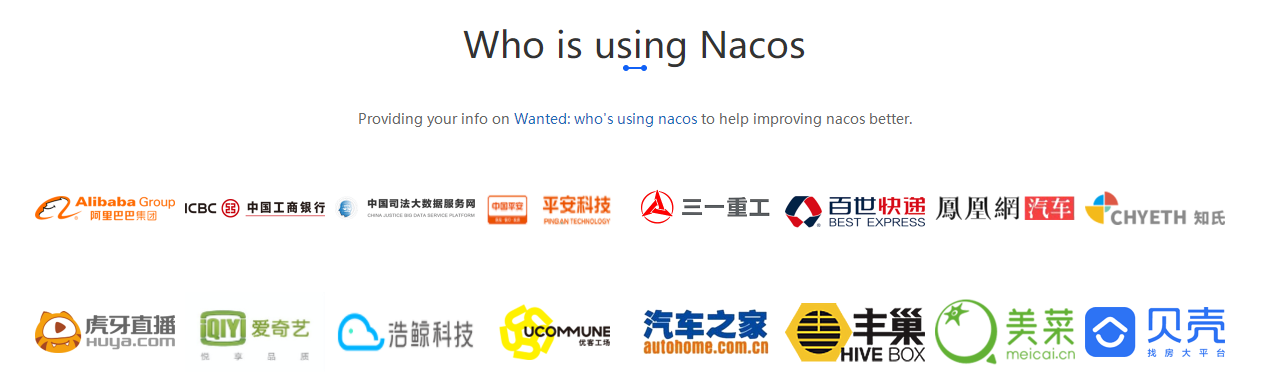 Who is using Nacos
Providing your info on Wanted: who's using nacos to help improving nacos better.
Alibaba Group
阿里巴巴集团
ICBC 中国工商银行
中国司法大数据服务网
CHINA JUSTICE BIG DATA SERVICE PLATFORM
中国平安
平安科技
PINGAN TECHNOLOGY
三一重工
百世快递
BEST EXPRESS
鳳凰網汽车
CHYETH 知氏
虎牙直播
HUYA.com
QIY 爱奇艺
悦享品质
浩鲸科技
UCOMMUNE
优客工场
汽车之家
autohome.com.cn
丰巢
HIVE BOX
美菜
meicai.cn
贝壳
找房大平台